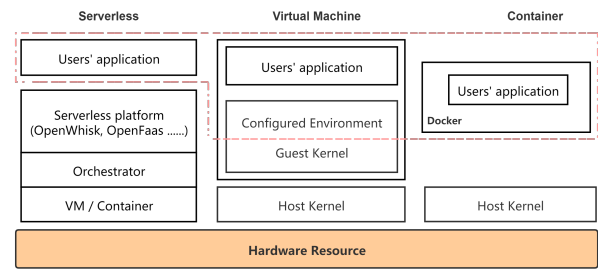 Serverless
Virtual Machine
Container
Users' application
Users' application
Users' application
Docker
Serverless platform
(OpenWhisk, OpenFaas ......)
Configured Environment
Guest Kernel
Orchestrator
VM / Container
Host Kernel
Host Kernel
Hardware Resource